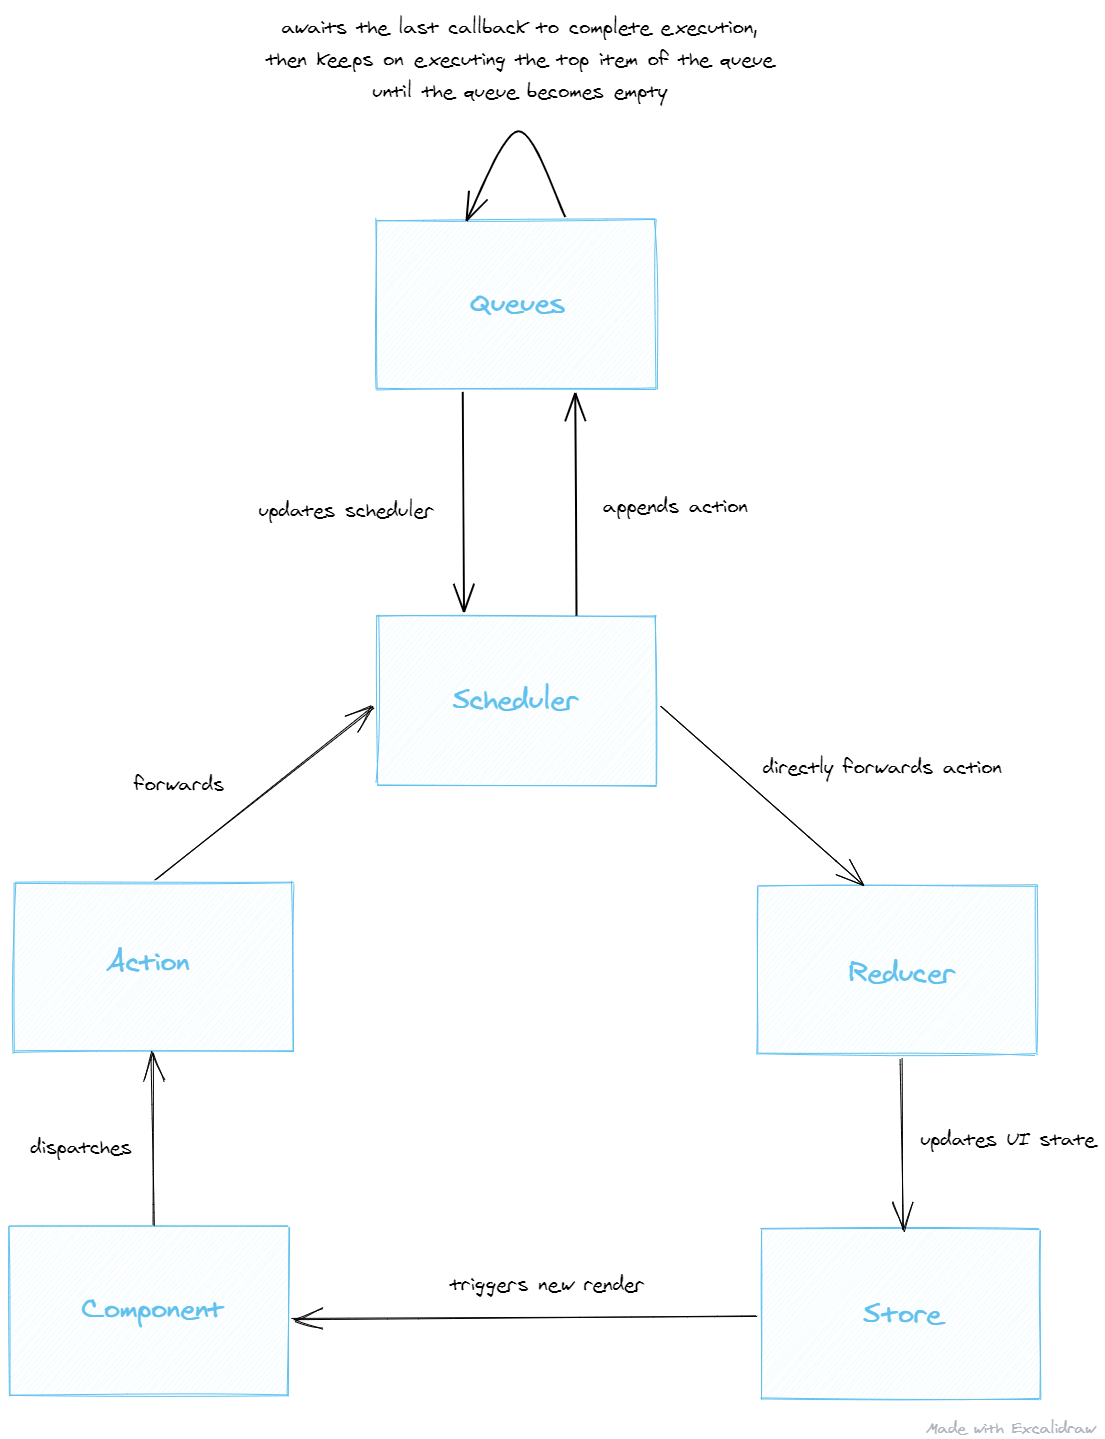 awaits the last callback to complete execution,
then keeps on executing the top item of the queue
until the queue becomes empty
Queues
updates scheduler
appends action
Scheduler
forwards
directly forwards action
Action
Reducer
dispatches
updates UI state
triggers new render
Component
Store
Made with Excalidraw